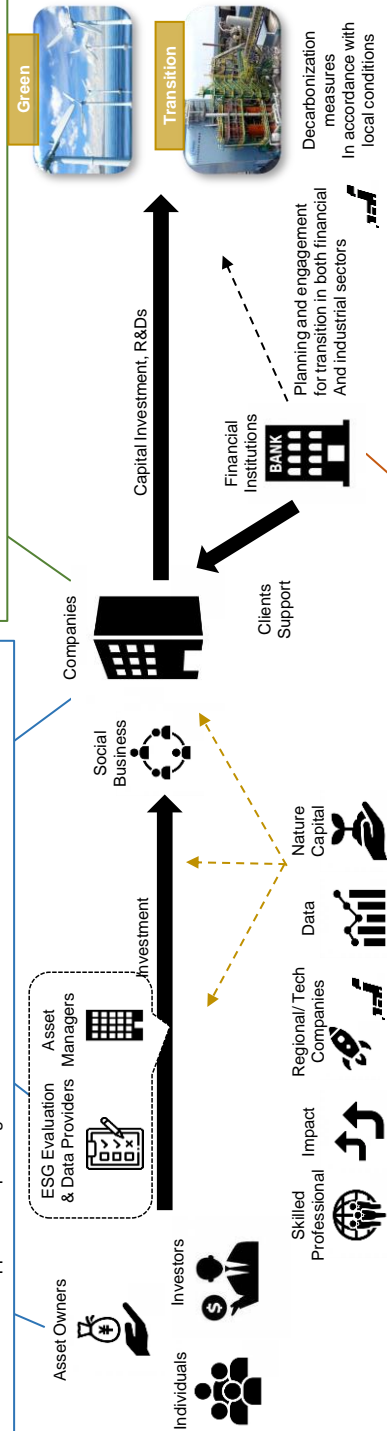 Asset Owners
Individuals
Investors
ESG Evaluation
& Data Providers
Asset
Managers
Investment
Skilled
Professional
Impact
Regional/ Tech
Companies
Data
Nature
Capital
Social
Business
Companies
Clients
Support
Financial
Institutions
BANK
Capital Investment, R&Ds
Planning and engagement
for transition in both financial
And industrial sectors
Green
Transition
Decarbonization
measures
In accordance with
local conditions